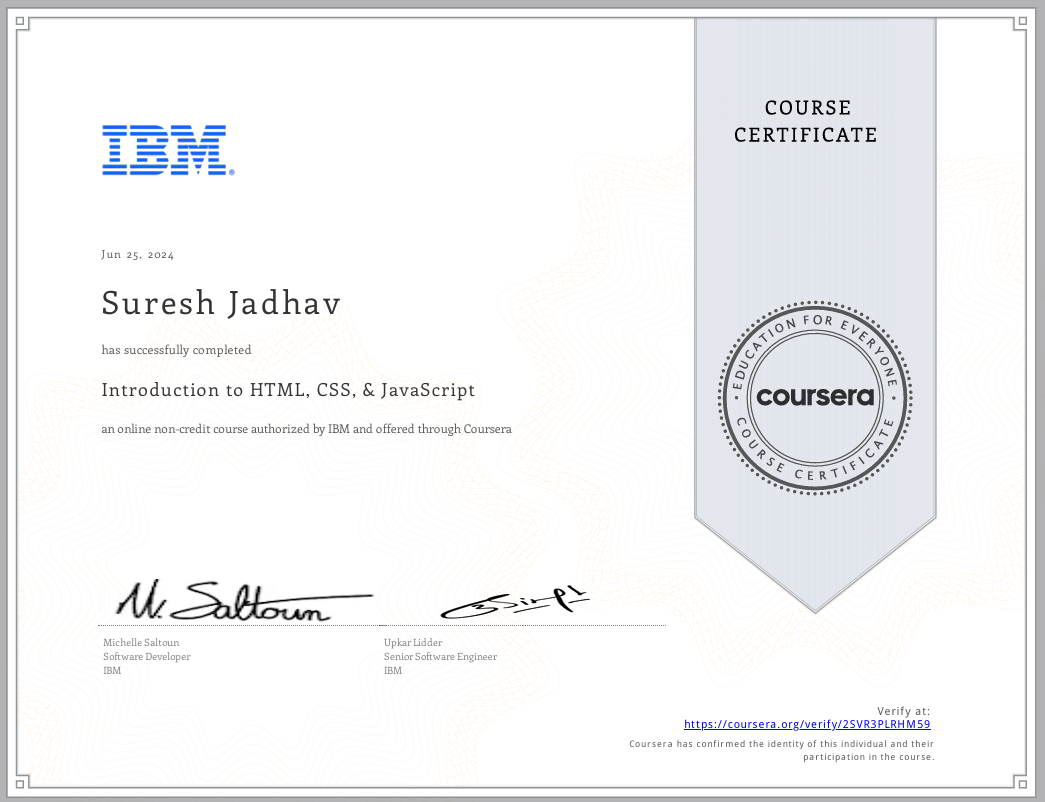 COURSE
CERTIFICATE
IBM®
Jun 25, 2024
Suresh Jadhav
has successfully completed
Introduction to HTML, CSS, & JavaScript
an online non-credit course authorized by IBM and offered through Coursera
EDUCATION FOR EVERYONE
coursera
COURSE CERTIFICATE
M. Saltoun
Michelle Saltoun
Software Developer
IBM
Upkar Lidder
Senior Software Engineer
IBM
Verify at:
https://coursera.org/verify/2SVR3PLRHM59
Coursera has confirmed the identity of this individual and their
participation in the course.